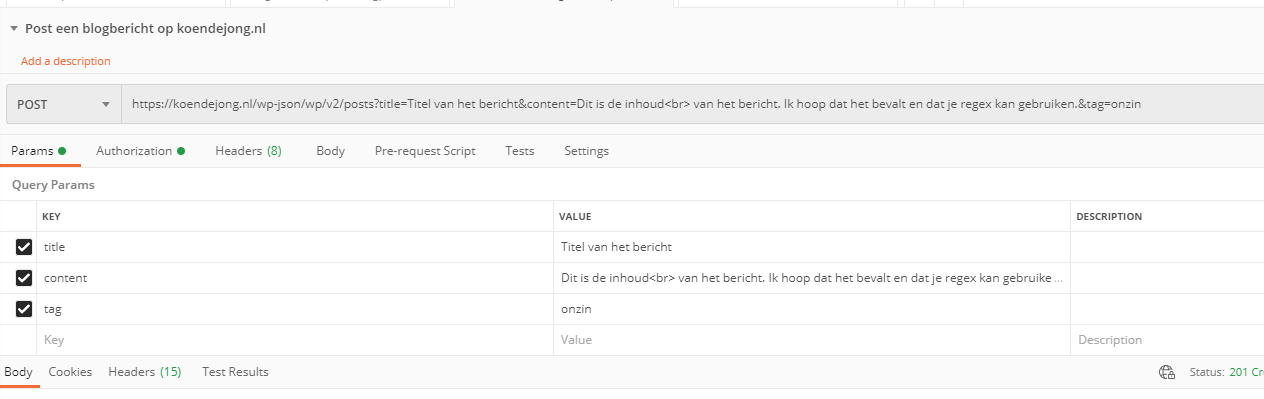 Post een blogbericht op koendejong.nl
Add a description
POST https://koendejong.nl/wp-json/wp/v2/posts?title=Titel van het bericht&content=Dit is de inhoud<br> van het bericht. Ik hoop dat het bevalt en dat je regex kan gebruiken.&tag=onzin
Params Authorization Headers (8) Body Pre-request Script Tests Settings
Query Params
KEY VALUE DESCRIPTION
title Titel van het bericht
content Dit is de inhoud<br> van het bericht. Ik hoop dat het bevalt en dat je regex kan gebruike ...
tag onzin
Key Value Description
Body Cookies Headers (15) Test Results Status: 201 Cr